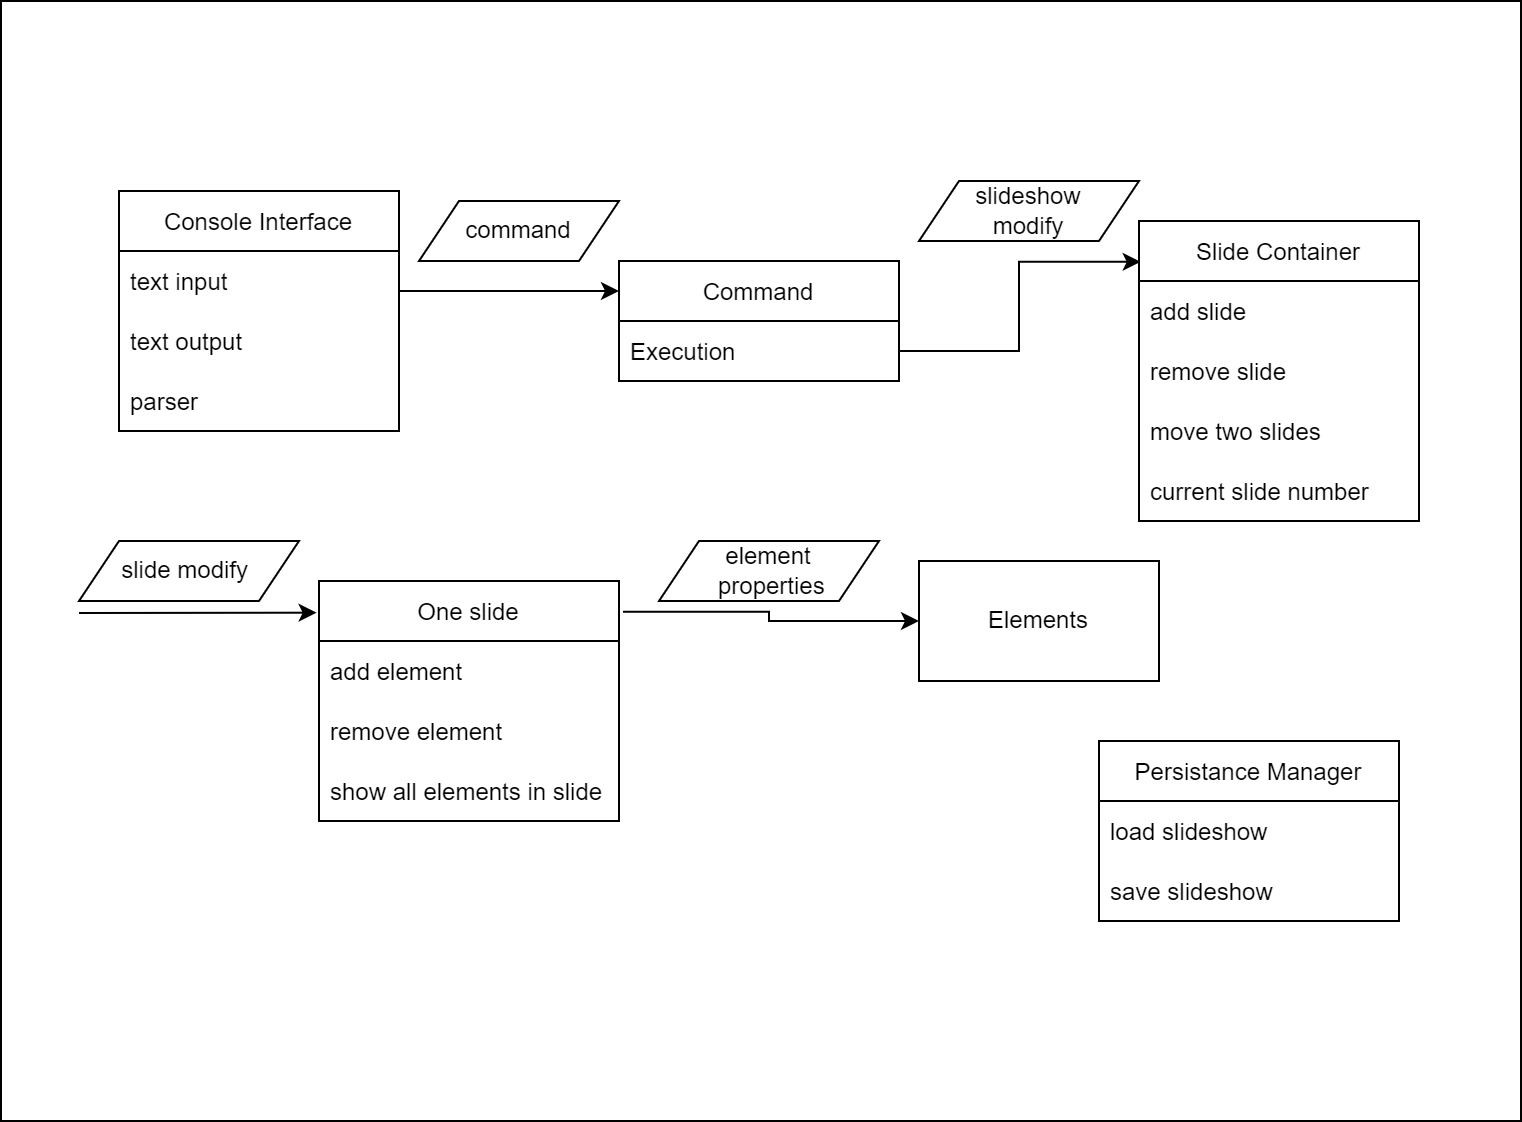 Console Interface
text input
text output
parser
command
Command
Execution
slideshow
modify
Slide Container
add slide
remove slide
move two slides
current slide number
slide modify
One slide
add element
remove element
show all elements in slide
element
properties
Elements
Persistance Manager
load slideshow
save slideshow